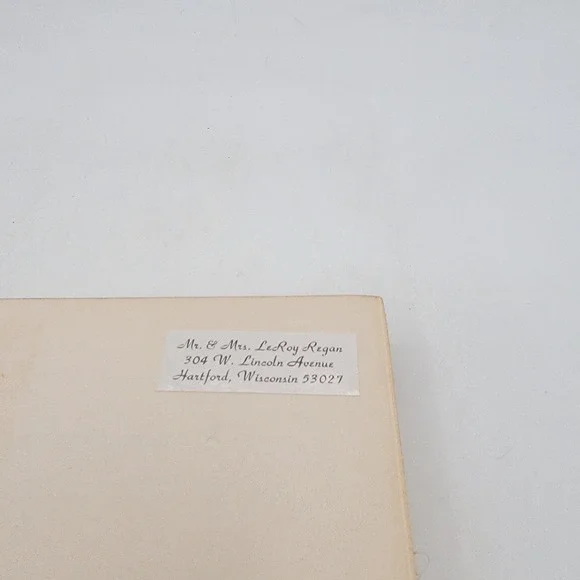 Mr. & Mrs. LeRoy Regan
304 W. Lincoln Avenue
Hartford, Wisconsin 53027